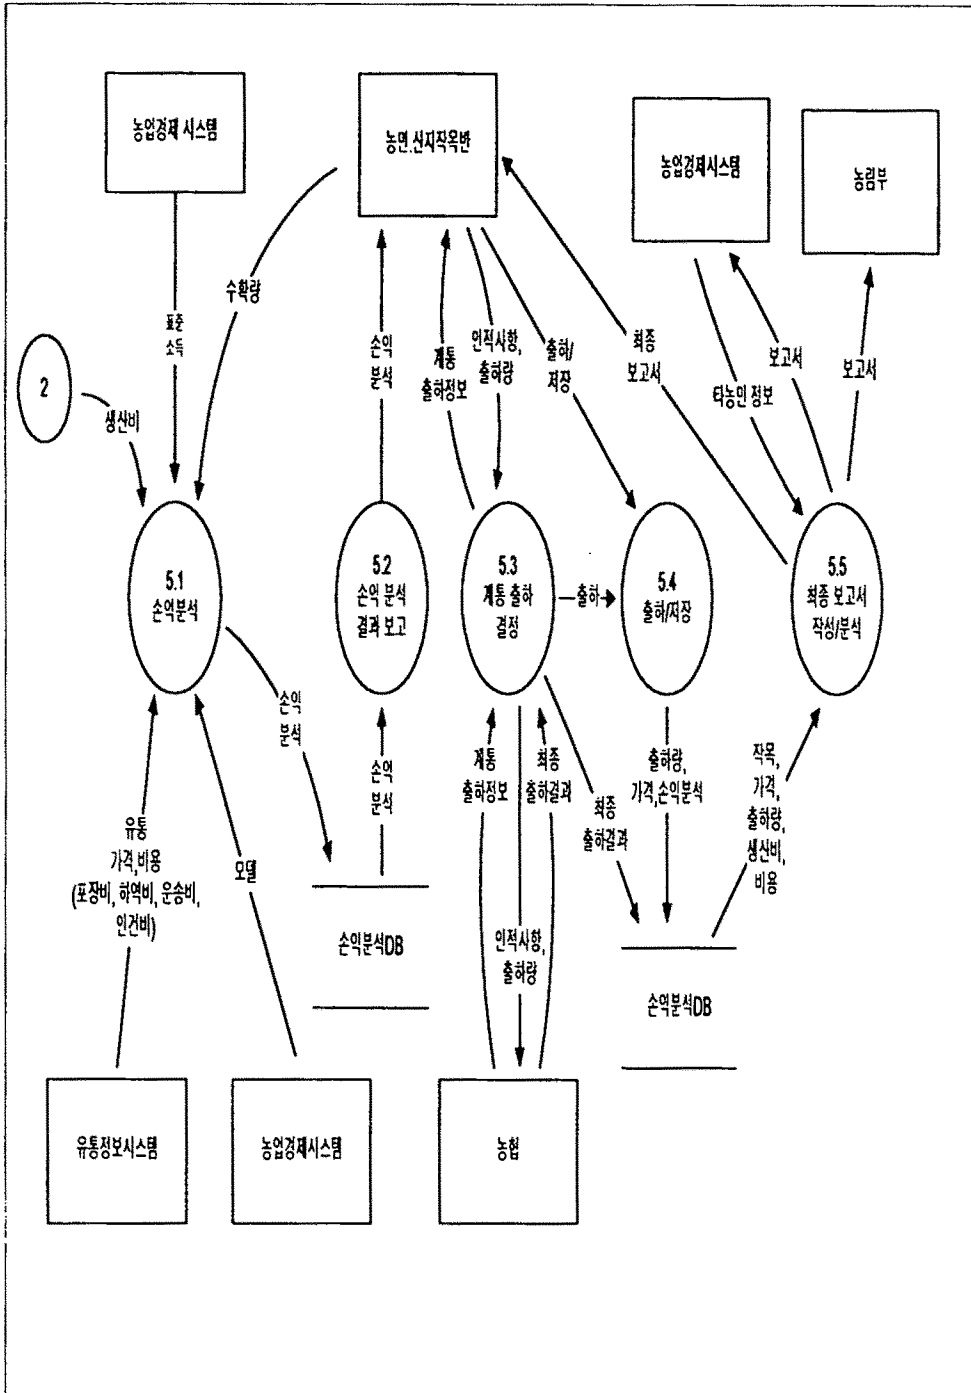 농업경제 시스템
농면.산지작목반
농업경제시스템
농림부
수확량
표준
소득
손익
분석
계통
출하정보
인적사항,
출하량
출하/
저장
최종
보고서
타농민 정보
보고서
보고서
2
생산비
5.1
손익분석
5.2
손익 분석
결과 보고
5.3
계통 출하
결정
출하
5.4
출하/저장
5.5
최종 보고서
작성/분석
손익
분석
손익
분석
계통
출하정보
최종
출하결과
최종
출하결과
출하량,
가격,손익분석
작목,
가격,
출하량,
생산비,
비용
유통
가격,비용
(포장비, 하역비, 운송비,
인건비)
모델
손익분석DB
인적사항,
출하량
손익분석DB
유통정보시스템
농업경제시스템
농협